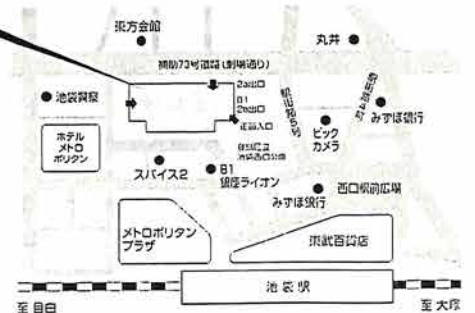 東方会館
丸井
補助73号道路(劇場通り)
2a出口
池袋警察
B1
2b出口
みずほ銀行
正面入口
ビック
カメラ
ホテル
メトロ
ポリタン
スパイス2
B1
銀座ライオン
西口駅前広場
みずほ銀行
メトロポリタン
プラザ
東武百貨店
池袋駅
至 目白
至 大塚